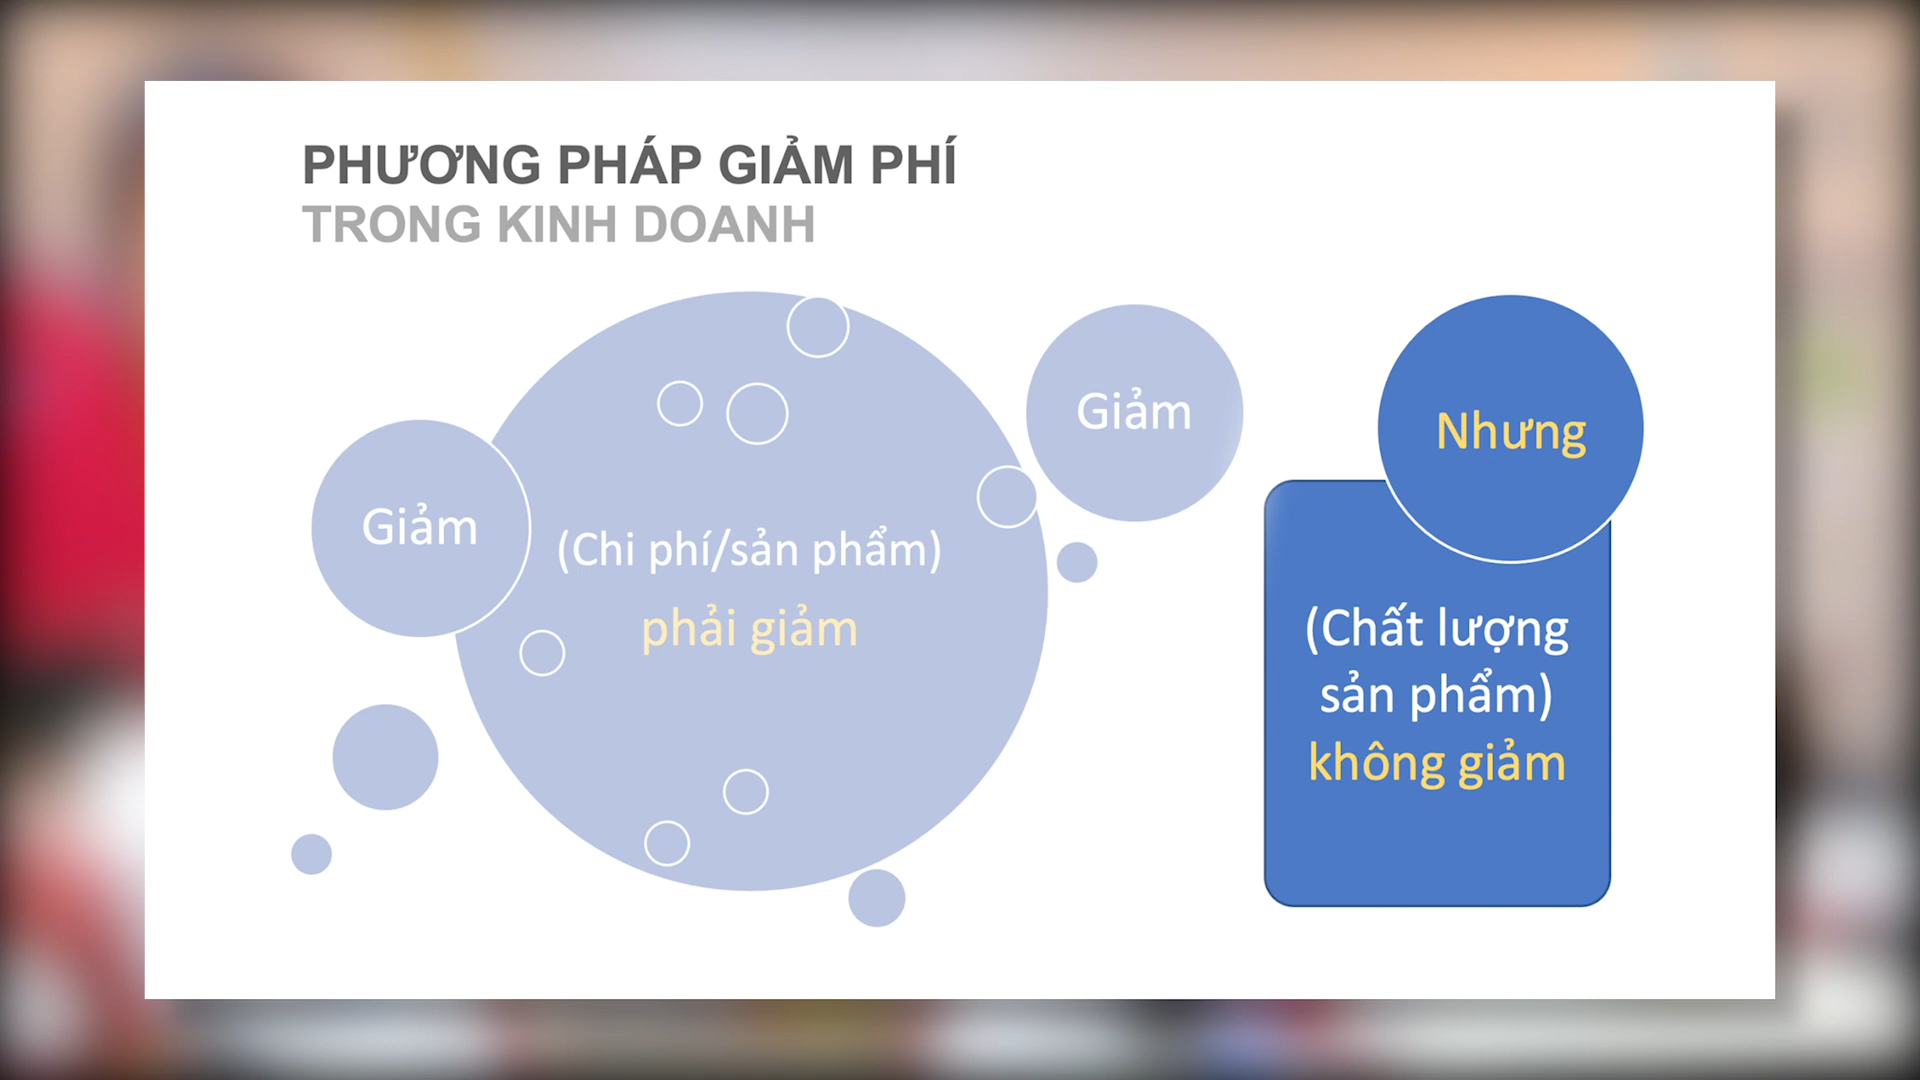 PHƯƠNG PHÁP GIẢM PHÍ
TRONG KINH DOANH
Giảm
(Chi phí/sản phẩm)
phải giảm
Giảm
Nhưng
(Chất lượng
sản phẩm)
không giảm